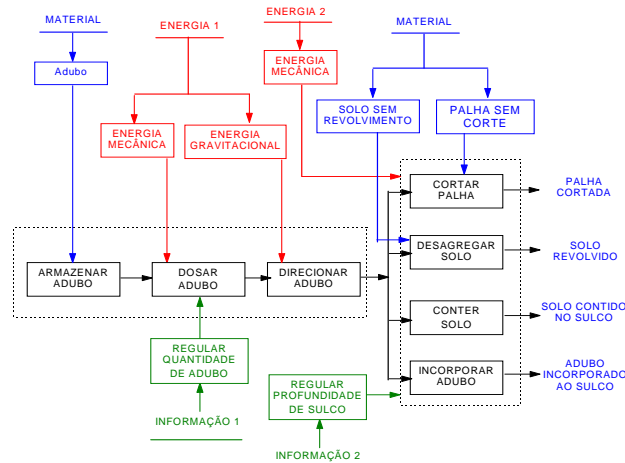 MATERIAL
ENERGIA 1
ENERGIA 2
MATERIAL
Adubo
ENERGIA
MECÂNICA
SOLO SEM
REVOLVIMENTO
PALHA SEM
CORTE
ENERGIA
MECÂNICA
ENERGIA
GRAVITACIONAL
CORTAR
PALHA
PALHA
CORTADA
DESAGREGAR
SOLO
SOLO
REVOLVIDO
ARMAZENAR
ADUBO
DOSAR
ADUBO
DIRECIONAR
ADUBO
CONTER
SOLO
SOLO CONTIDO
NO SULCO
REGULAR
QUANTIDADE
DE ADUBO
REGULAR
PROFUNDIDADE
DE SULCO
INCORPORAR
ADUBO
ADUBO
INCORPORADO
AO SULCO
INFORMAÇÃO 1
INFORMAÇÃO 2